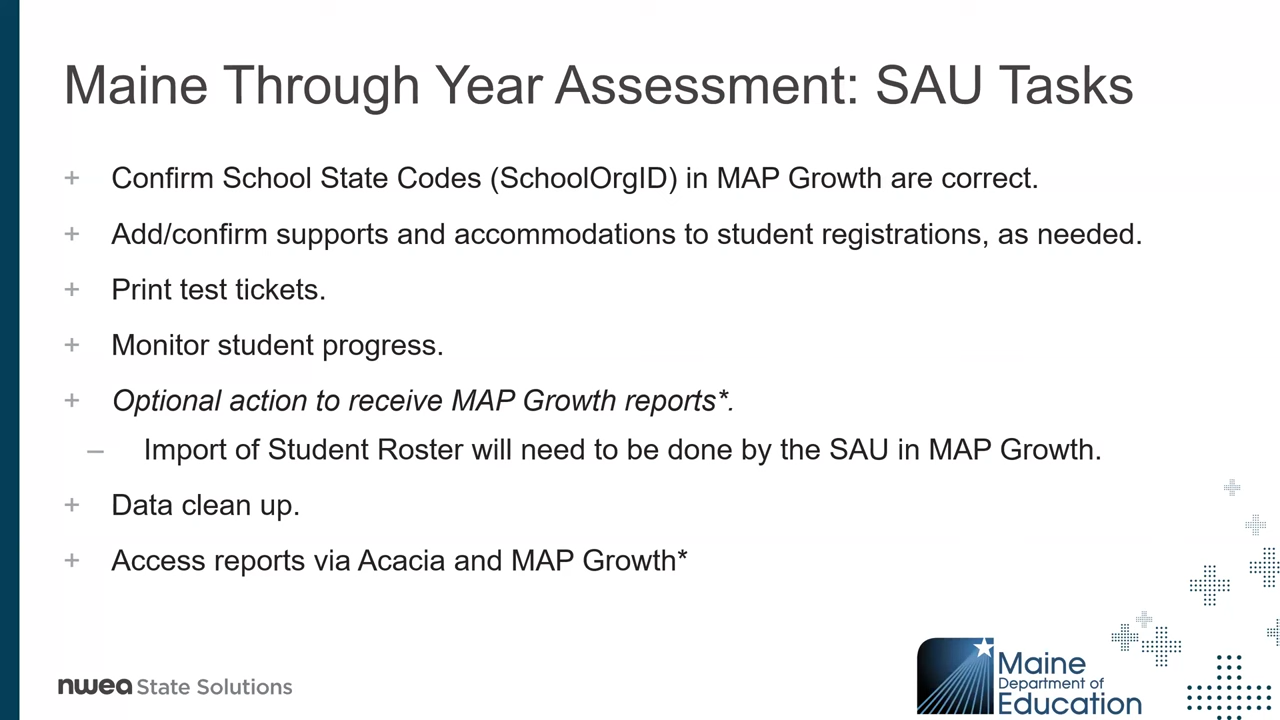 Maine Through Year Assessment: SAU Tasks
+ Confirm School State Codes (SchoolOrgID) in MAP Growth are correct.
+ Add/confirm supports and accommodations to student registrations, as needed.
+ Print test tickets.
+ Monitor student progress.
+ Optional action to receive MAP Growth reports*.
– Import of Student Roster will need to be done by the SAU in MAP Growth.
+ Data clean up.
+ Access reports via Acacia and MAP Growth*
nwea State Solutions
Maine
Department of
Education